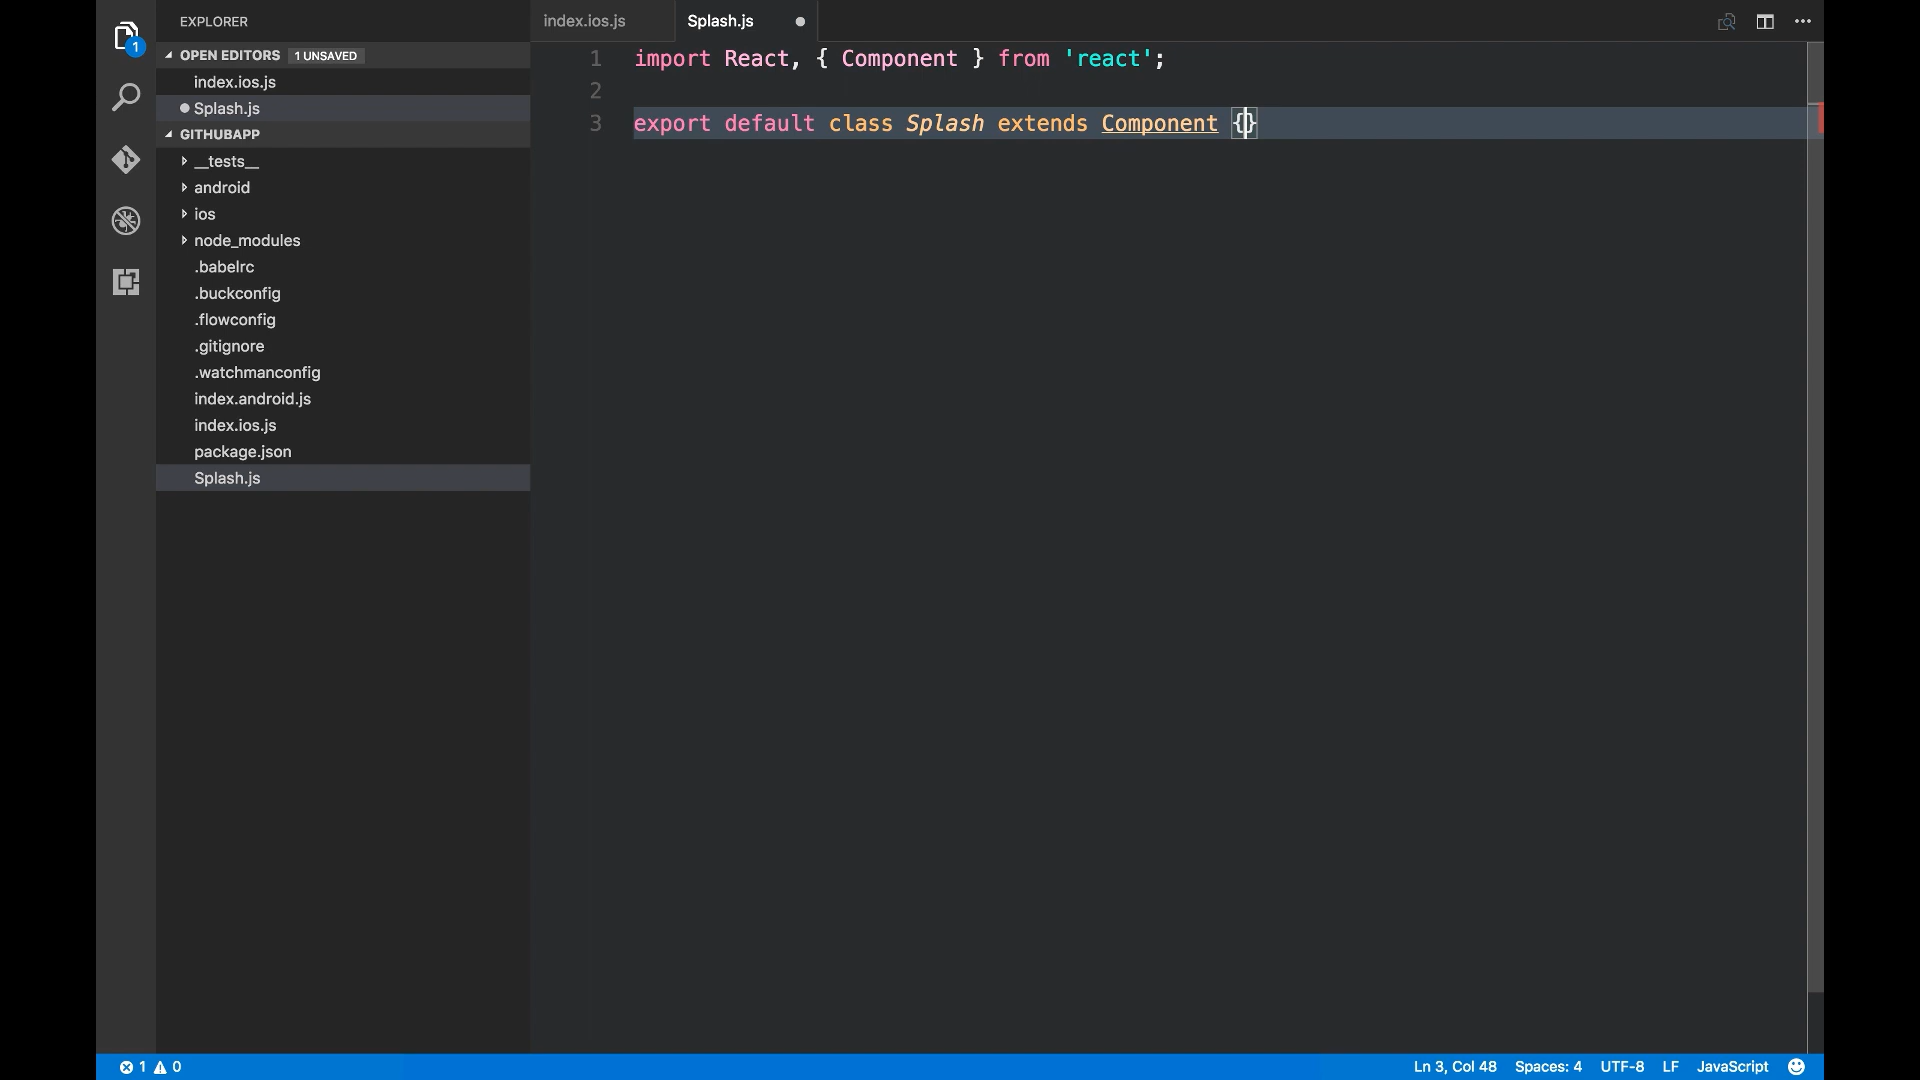 EXPLORER
OPEN EDITORS 1 UNSAVED
index.ios.js
Splash.js
GITHUBAPP
__tests__
android
ios
node_modules
.babelrc
.buckconfig
.flowconfig
.gitignore
.watchmanconfig
index.android.js
index.ios.js
package.json
Splash.js
index.ios.js Splash.js
1 import React, { Component } from 'react';
2
3 export default class Splash extends Component {}
1
1 0 Ln 3, Col 48 Spaces: 4 UTF-8 LF JavaScript